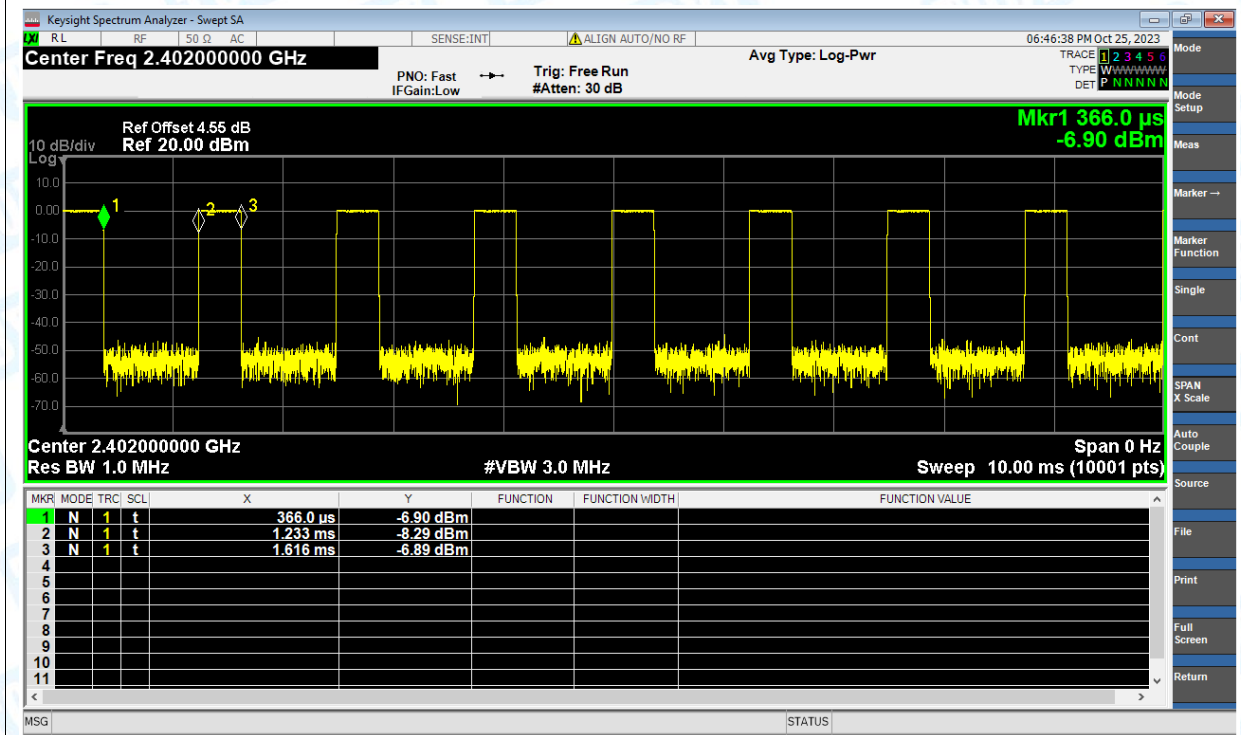 Keysight Spectrum Analyzer - Swept SA
LXI RL RF 50 Ω AC SENSE:INT ALIGN AUTO/NO RF 06:46:38 PM Oct 25, 2023
Center Freq 2.402000000 GHz
PNO: Fast
IFGain:Low
Trig: Free Run
#Atten: 30 dB
Avg Type: Log-Pwr
TRACE 1 2 3 4 5 6
TYPE WWWWWW
DET P N N N N N
Mkr1 366.0 µs
-6.90 dBm
Ref Offset 4.55 dB
10 dB/div Ref 20.00 dBm
Log
10.0
0.00
-10.0
-20.0
-30.0
-40.0
-50.0
-60.0
-70.0
1 2 3
Center 2.402000000 GHz Span 0 Hz
Res BW 1.0 MHz #VBW 3.0 MHz Sweep 10.00 ms (10001 pts)
MKR MODE TRC SCL X Y FUNCTION FUNCTION WIDTH FUNCTION VALUE
1 N 1 t 366.0 µs -6.90 dBm
2 N 1 t 1.233 ms -8.29 dBm
3 N 1 t 1.616 ms -6.89 dBm
4
5
6
7
8
9
10
11
MSG STATUS
Mode
Mode
Setup
Meas
Marker →
Marker
Function
Single
Cont
SPAN
X Scale
Auto
Couple
Source
File
Print
Full
Screen
Return